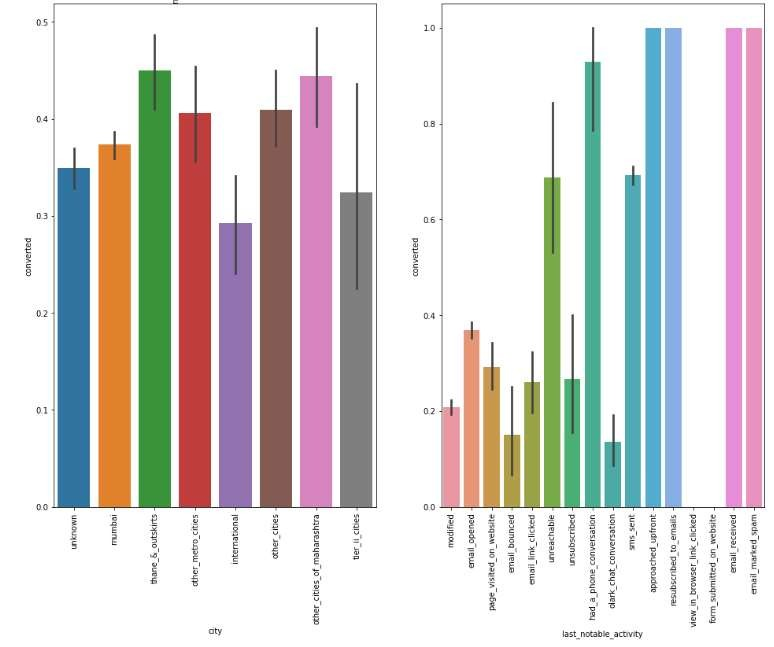 0.5
0.4
0.3
0.2
0.1
0.0
converted
unknown
mumbai
thane_&_outskirts
other_metro_cities
international
other_cities
other_cities_of_maharashtra
tier_ii_cities
city
1.0
0.8
0.6
0.4
0.2
0.0
converted
modified
email_opened
page_visited_on_website
email_bounced
email_link_clicked
unreachable
unsubscribed
had_a_phone_conversation
olark_chat_conversation
sms_sent
approached_upfront
resubscribed_to_emails
view_in_browser_link_clicked
form_submitted_on_website
email_received
email_marked_spam
last_notable_activity